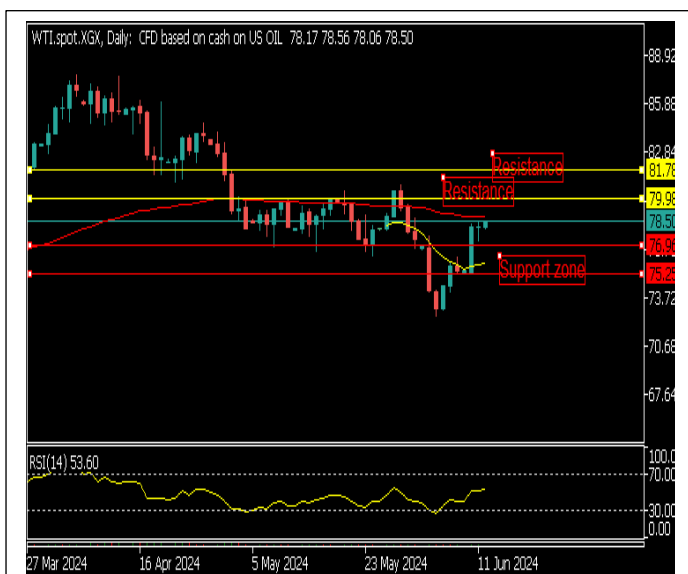 WTI.spot.XGX, Daily: CFD based on cash on US OIL 78.17 78.56 78.06 78.50
88.92
85.88
82.84
Resistance
81.78
Resistance
79.98
78.50
76.96
Support zone
75.25
73.72
70.68
67.64
RSI(14) 53.60
100.0
70.00
30.00
0.00
27 Mar 2024 16 Apr 2024 5 May 2024 23 May 2024 11 Jun 2024